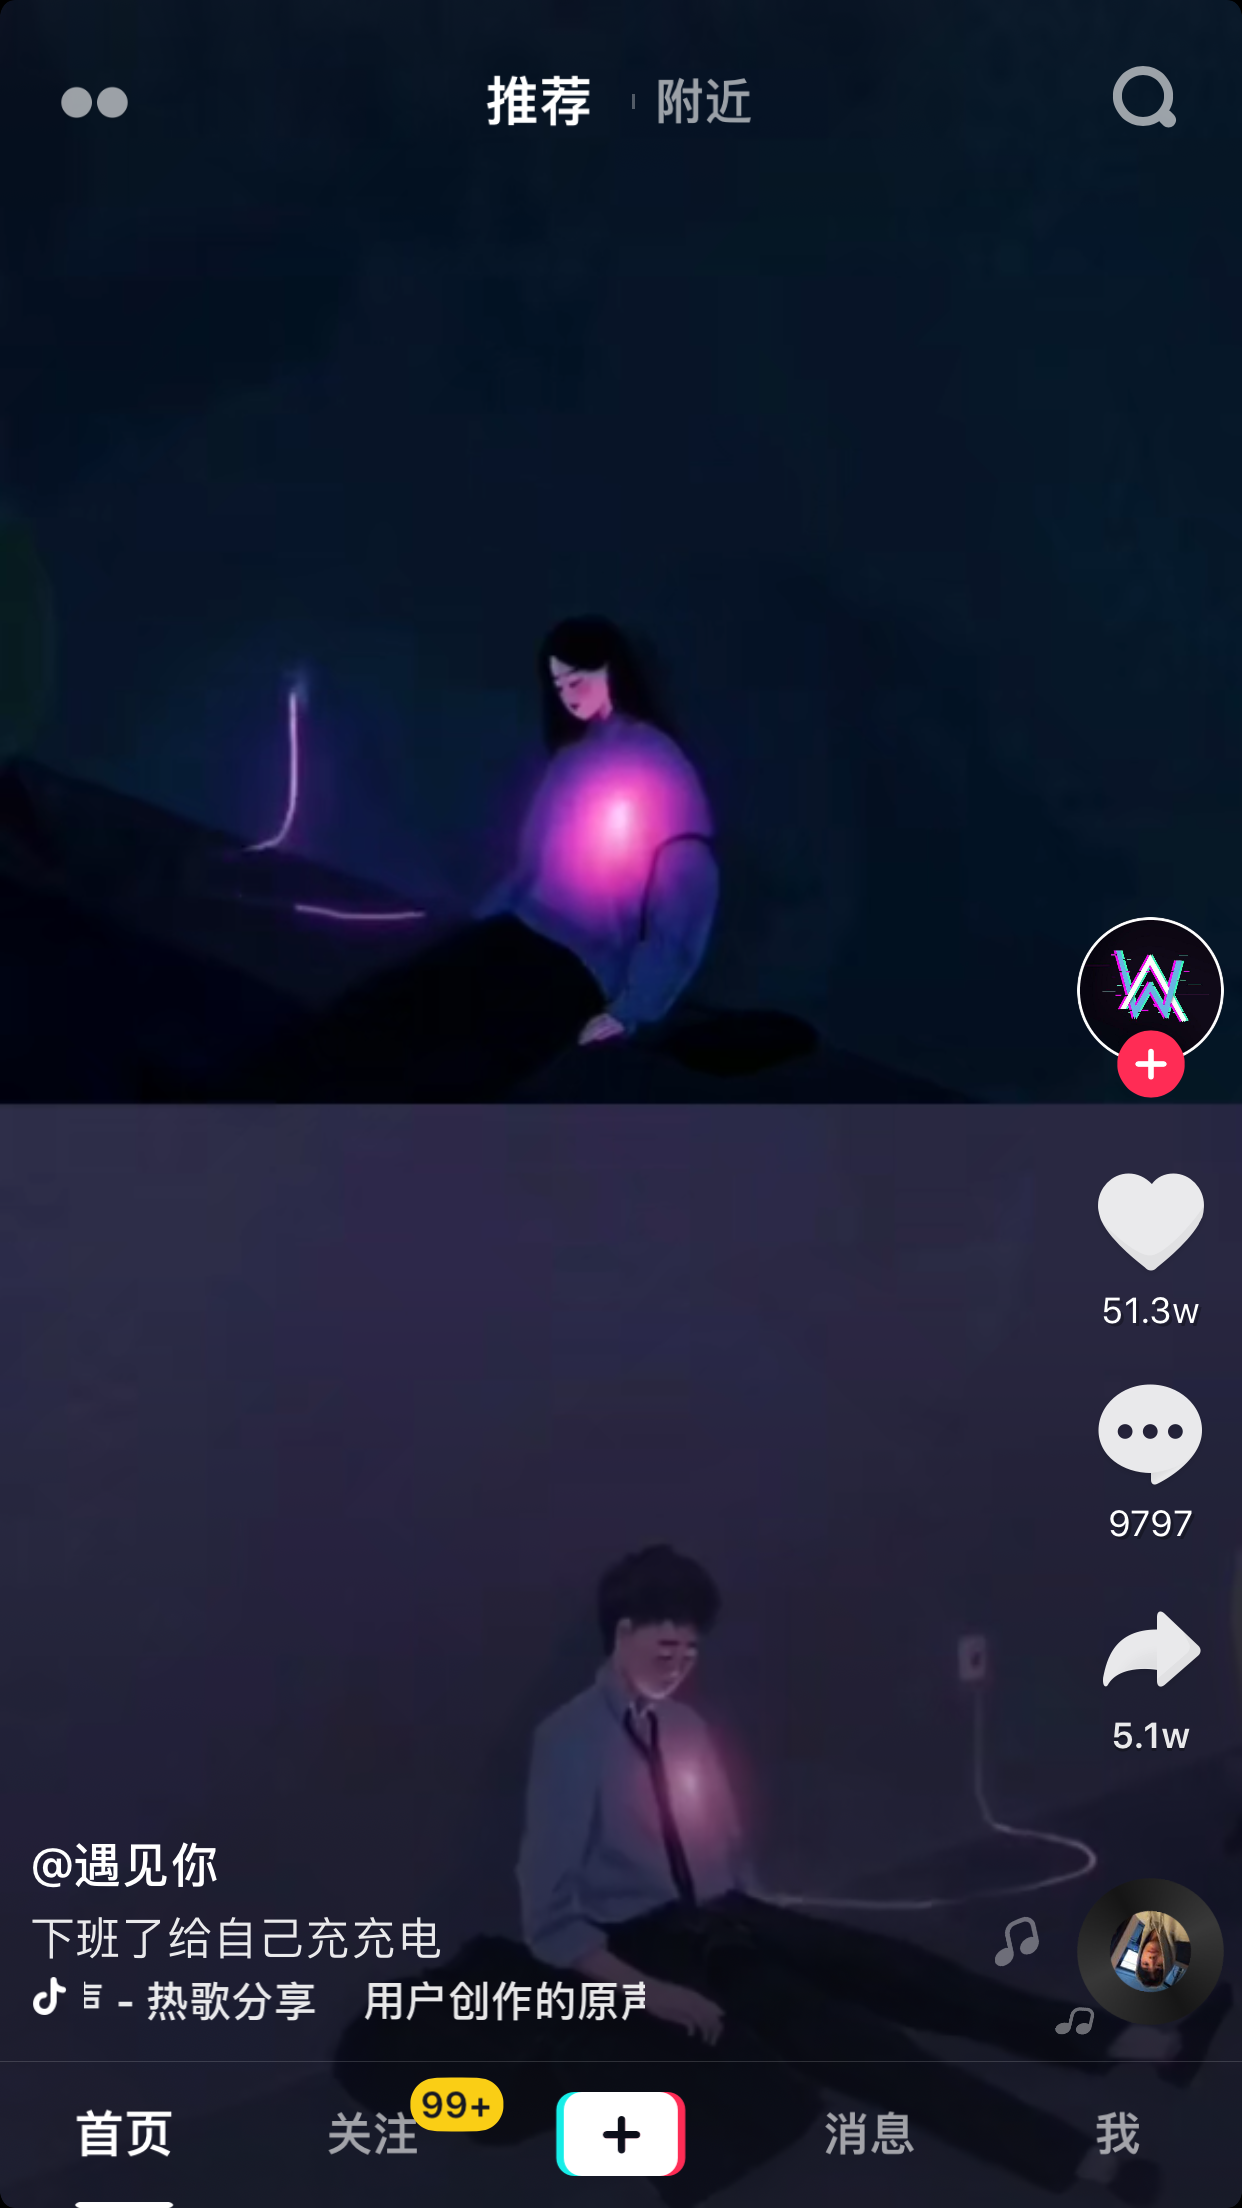 推荐
附近
51.3w
9797
5.1w
@遇见你
下班了给自己充充电
- 热歌分享 用户创作的原声
首页
关注
99+
消息
我